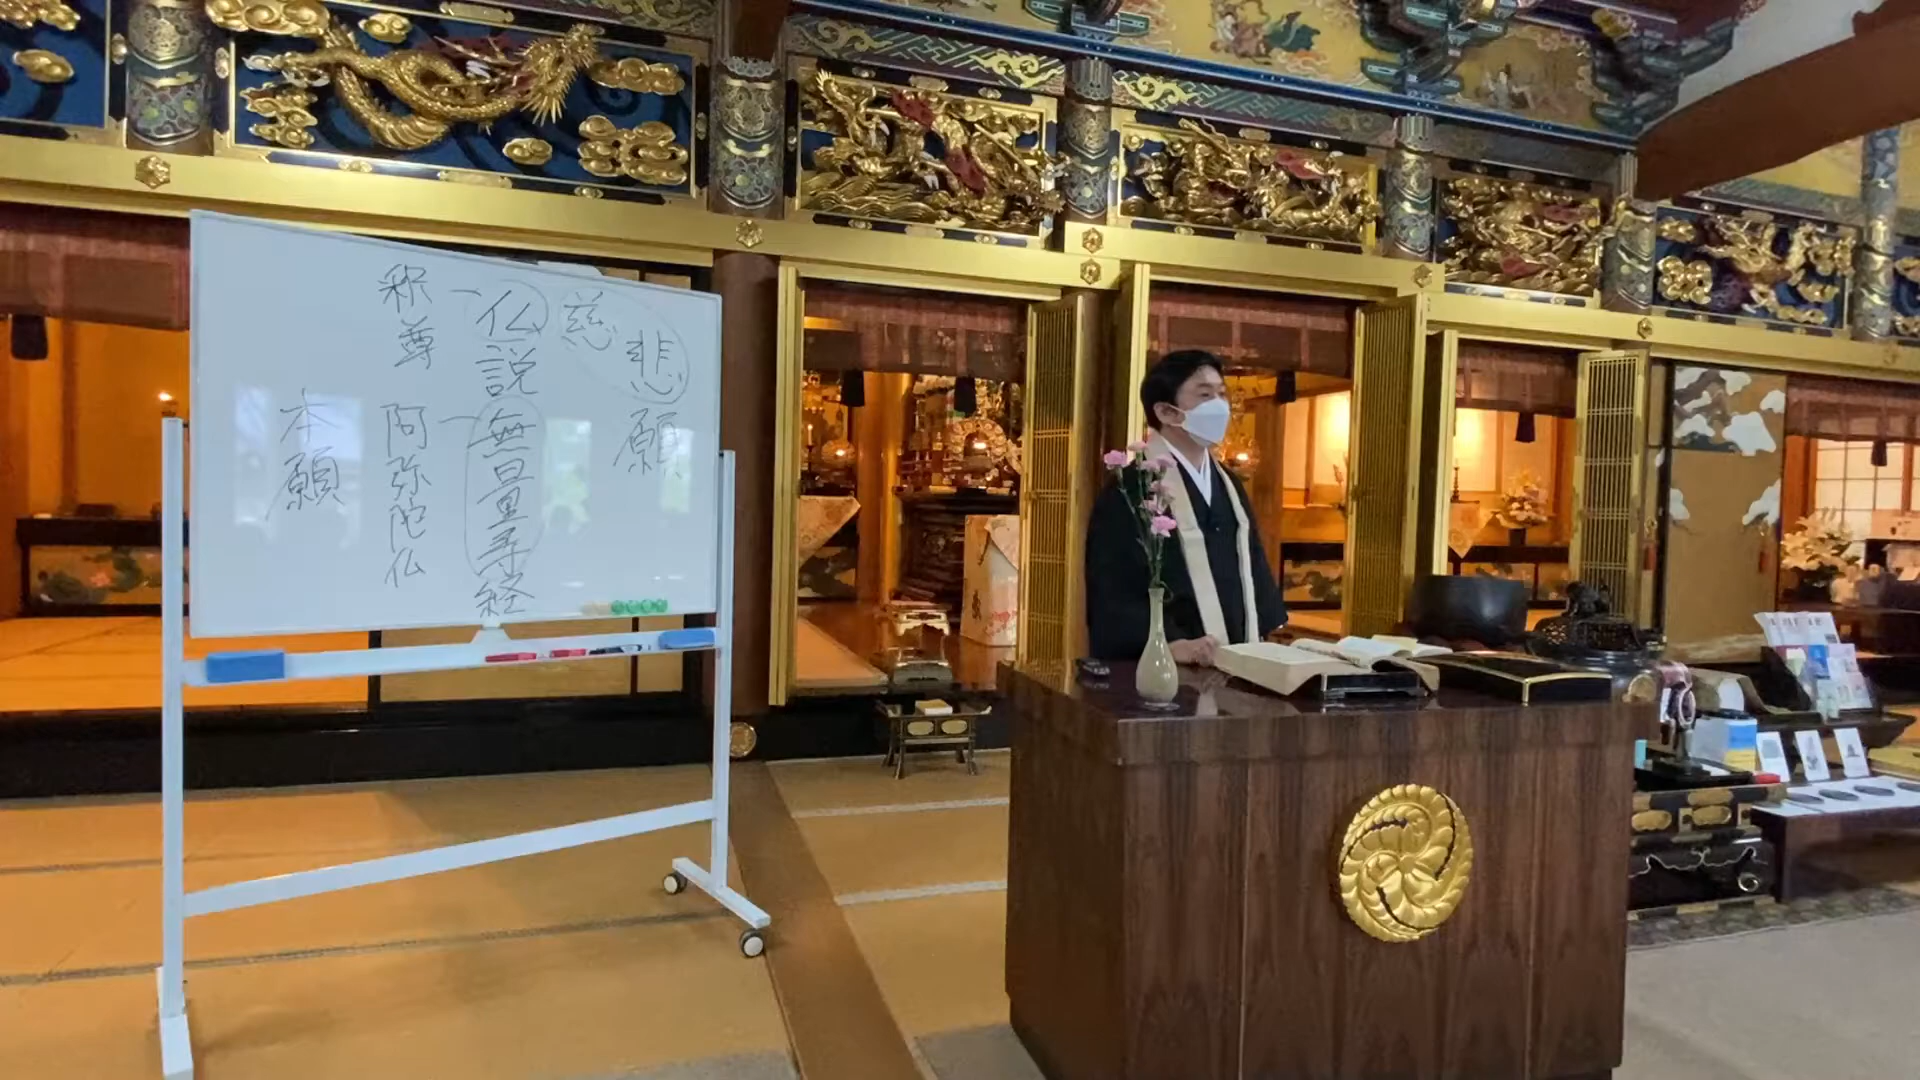 悲願
慈
仏説無量寿経
釈尊
阿弥陀仏
本願